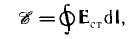 ℰ = ∮ E_ст dl,